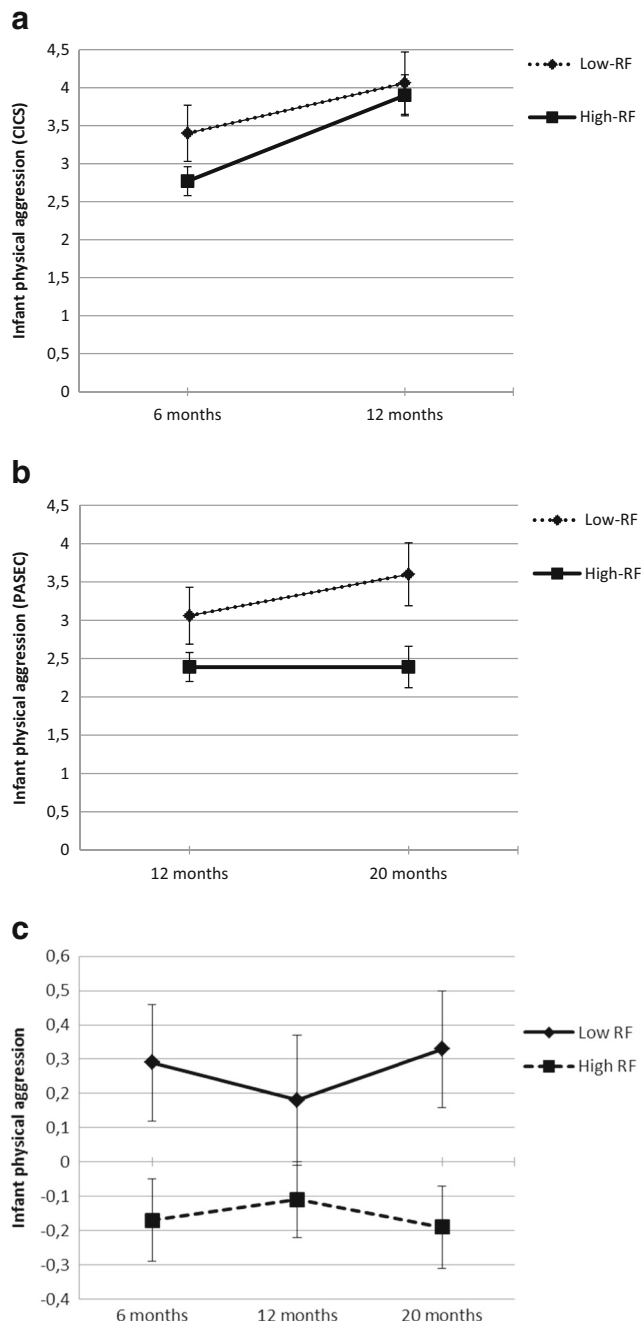 a
Infant physical aggression (CICS)
4,5
4
3,5
3
2,5
2
1,5
1
0,5
0
6 months
12 months
Low-RF
High-RF
b
Infant physical aggression (PASEC)
4,5
4
3,5
3
2,5
2
1,5
1
0,5
0
12 months
20 months
Low-RF
High-RF
c
Infant physical aggression
0,6
0,5
0,4
0,3
0,2
0,1
0
-0,1
-0,2
-0,3
-0,4
6 months
12 months
20 months
Low RF
High RF